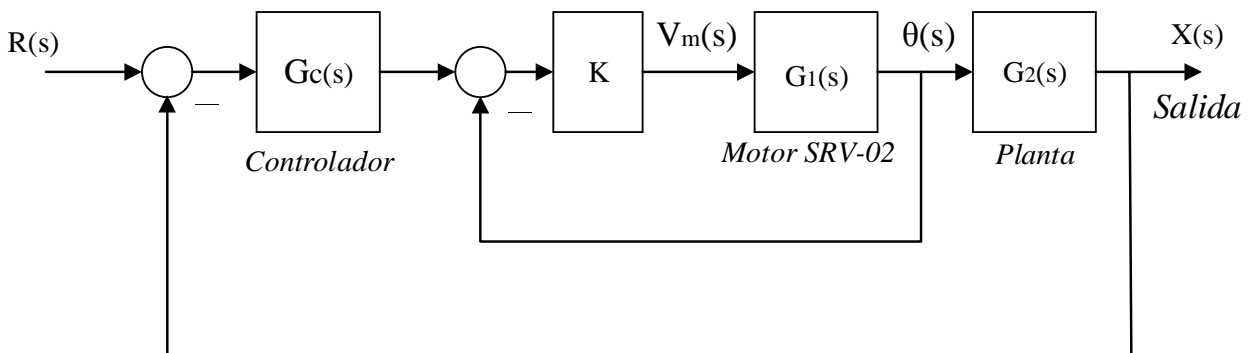 R(s)
Gc(s)
Controlador
K
Vm(s)
G1(s)
Motor SRV-02
θ(s)
G2(s)
Planta
X(s)
Salida